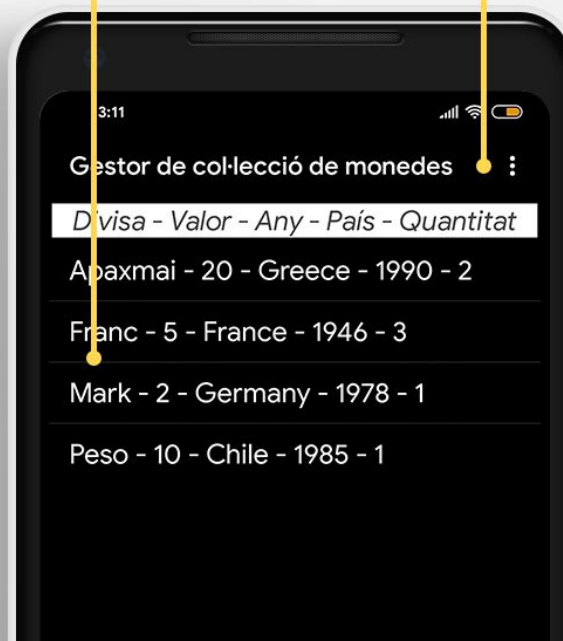 3:11
Gestor de col·lecció de monedes
Divisa - Valor - Any - País - Quantitat
Apaxmai - 20 - Greece - 1990 - 2
Franc - 5 - France - 1946 - 3
Mark - 2 - Germany - 1978 - 1
Peso - 10 - Chile - 1985 - 1